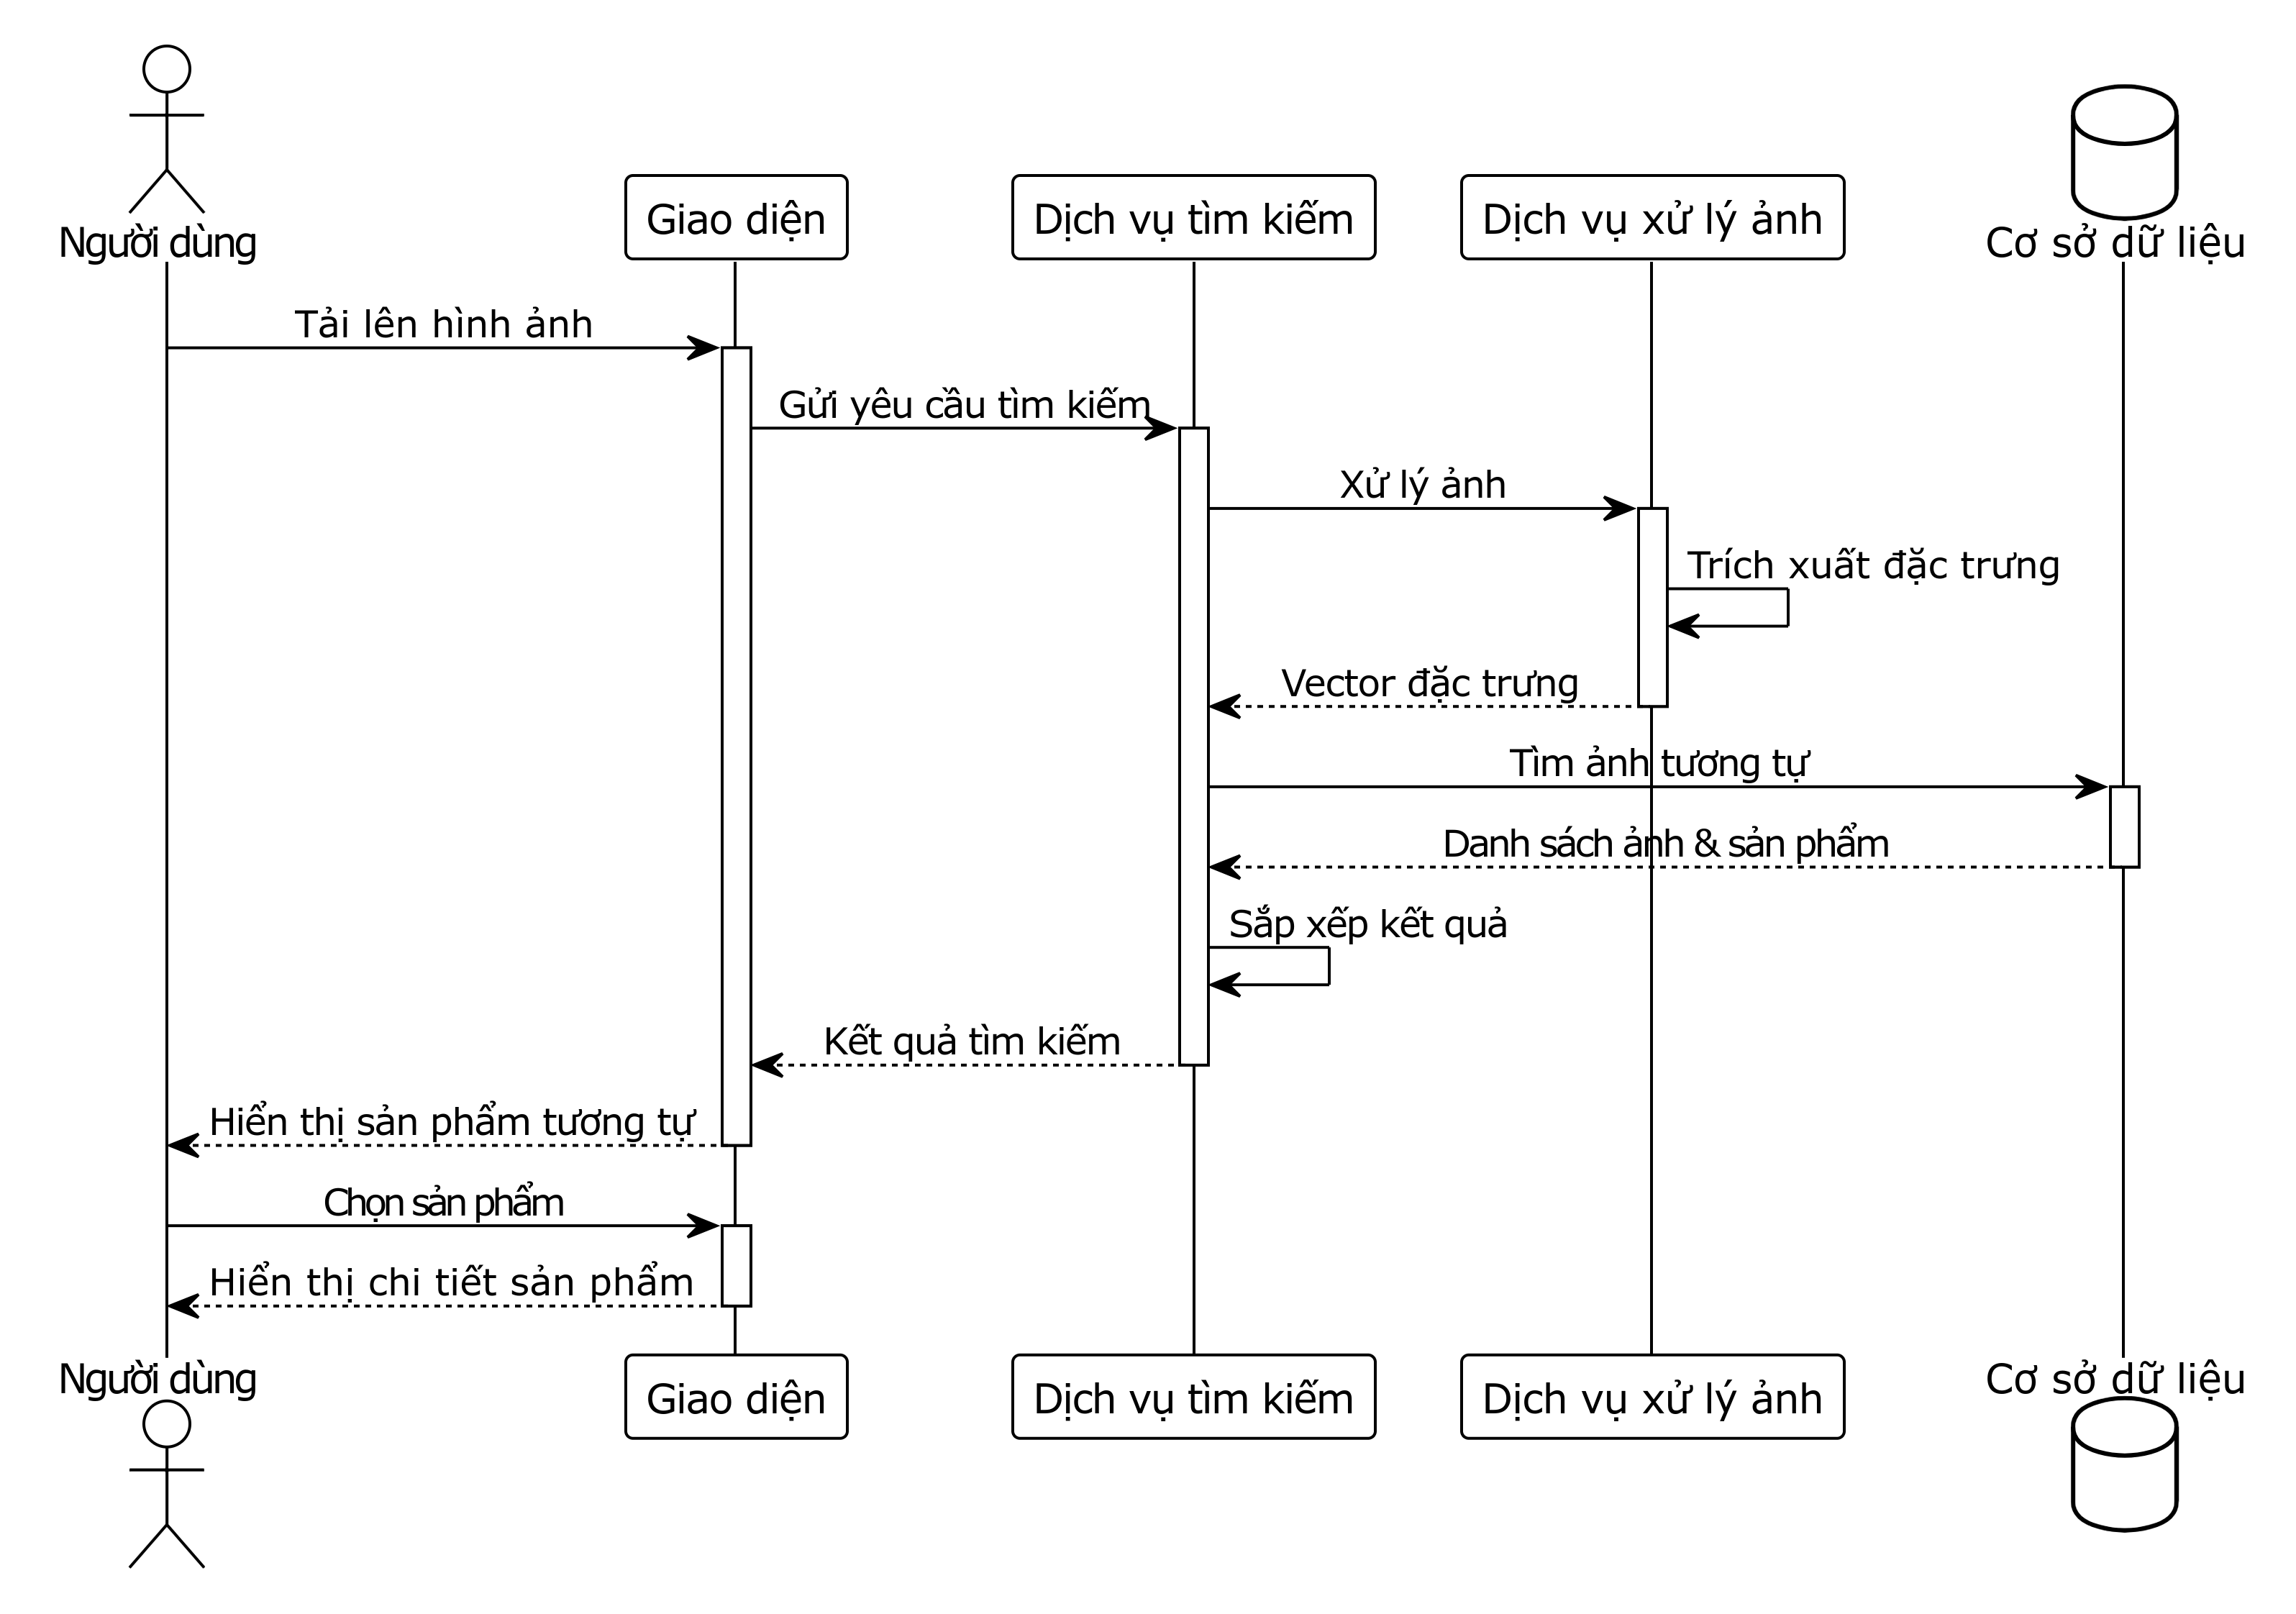 Người dùng
Giao diện
Dịch vụ tìm kiếm
Dịch vụ xử lý ảnh
Cơ sở dữ liệu
Tải lên hình ảnh
Gửi yêu cầu tìm kiếm
Xử lý ảnh
Trích xuất đặc trưng
Vector đặc trưng
Tìm ảnh tương tự
Danh sách ảnh & sản phẩm
Sắp xếp kết quả
Kết quả tìm kiếm
Hiển thị sản phẩm tương tự
Chọn sản phẩm
Hiển thị chi tiết sản phẩm
Người dùng
Giao diện
Dịch vụ tìm kiếm
Dịch vụ xử lý ảnh
Cơ sở dữ liệu